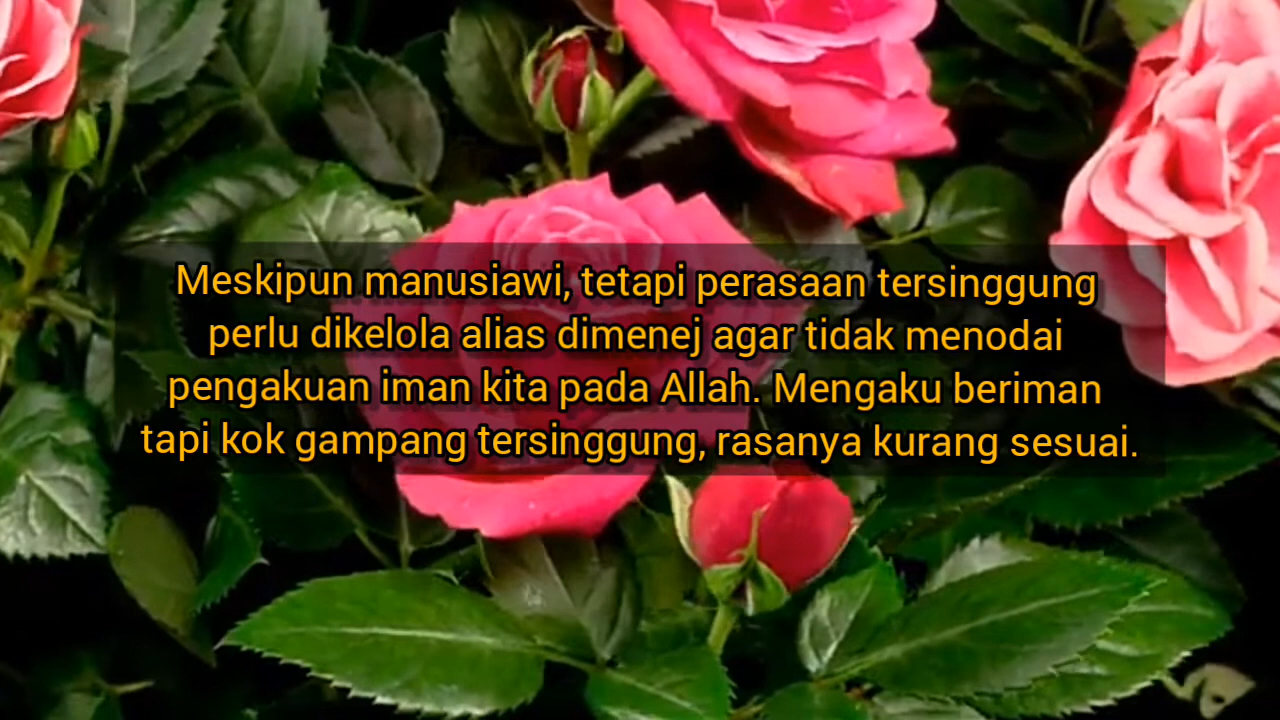 Meskipun manusiawi, tetapi perasaan tersinggung
perlu dikelola alias dimenej agar tidak menodai
pengakuan iman kita pada Allah. Mengaku beriman
tapi kok gampang tersinggung, rasanya kurang sesuai.